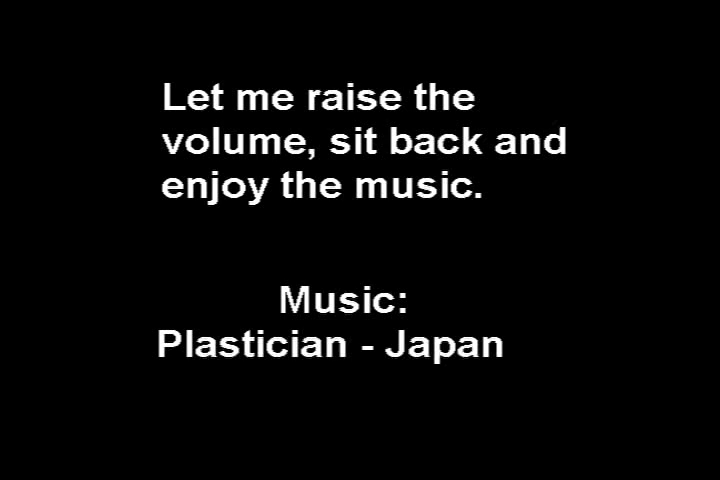 Let me raise the
volume, sit back and
enjoy the music.
Music:
Plastician - Japan